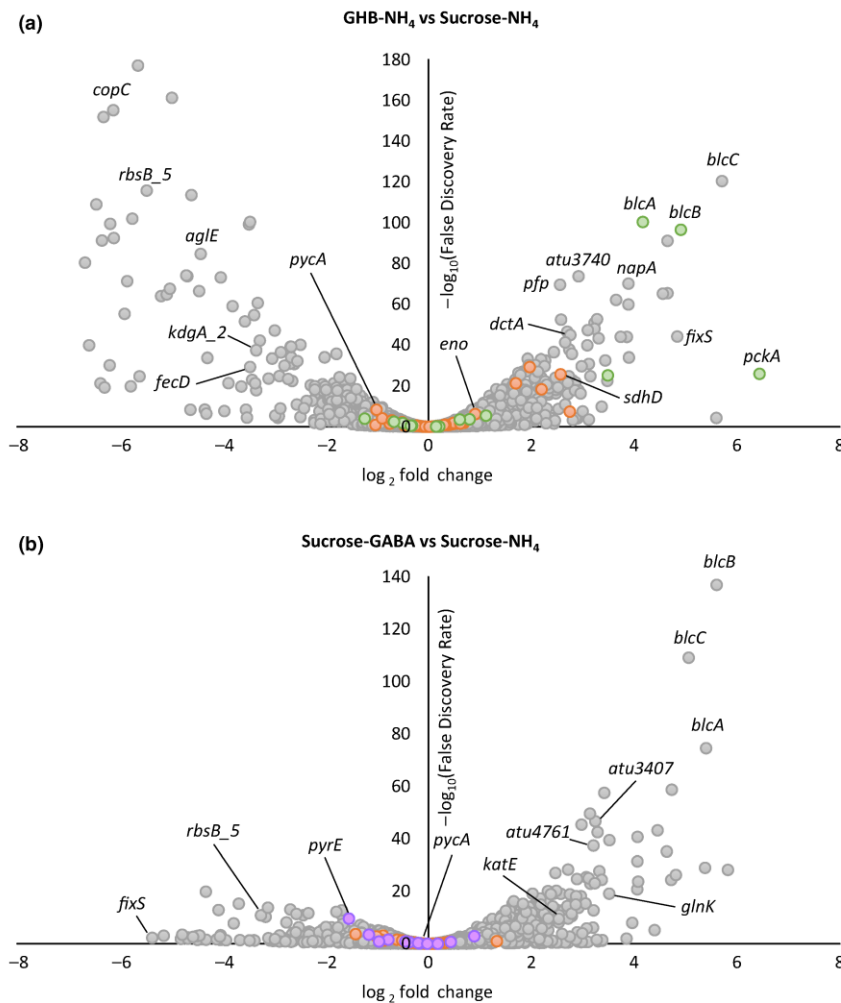 (a)
GHB-NH₄ vs Sucrose-NH₄
180
160
140
120
100
80
60
40
20
0
−log₁₀(False Discovery Rate)
copC
rbsB_5
aglE
pycA
kdgA_2
fecD
blcC
blcA
blcB
atu3740
pfp
napA
dctA
eno
fixS
pckA
sdhD
−8 −6 −4 −2 0 2 4 6 8
log₂ fold change
(b)
Sucrose-GABA vs Sucrose-NH₄
140
120
100
80
60
40
20
0
−log₁₀(False Discovery Rate)
blcB
blcC
blcA
atu3407
atu4761
pycA
katE
glnK
rbsB_5
pyrE
fixS
−8 −6 −4 −2 0 2 4 6 8
log₂ fold change